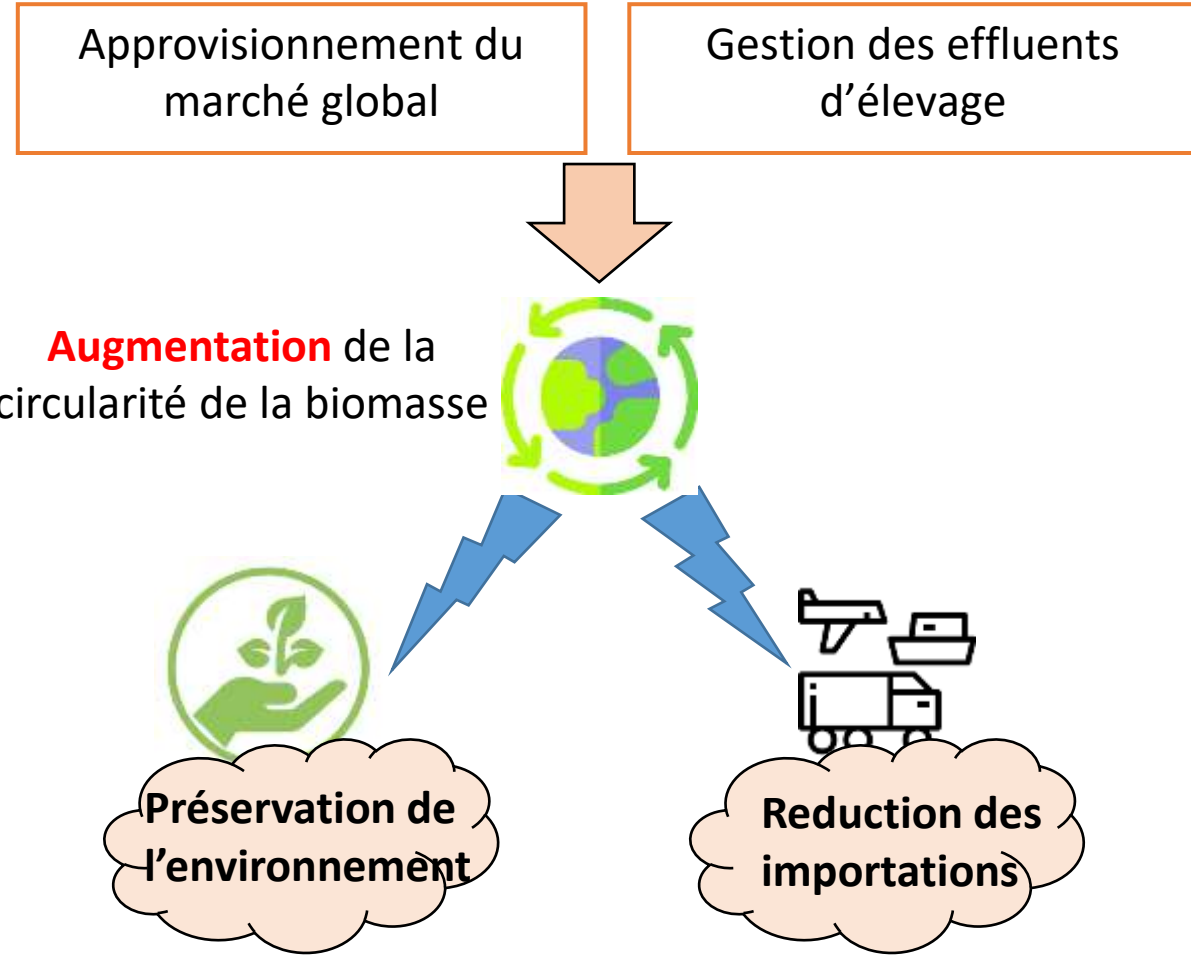 Approvisionnement du
marché global
Gestion des effluents
d’élevage
Augmentation de la
circularité de la biomasse
Préservation de
l’environnement
Reduction des
importations